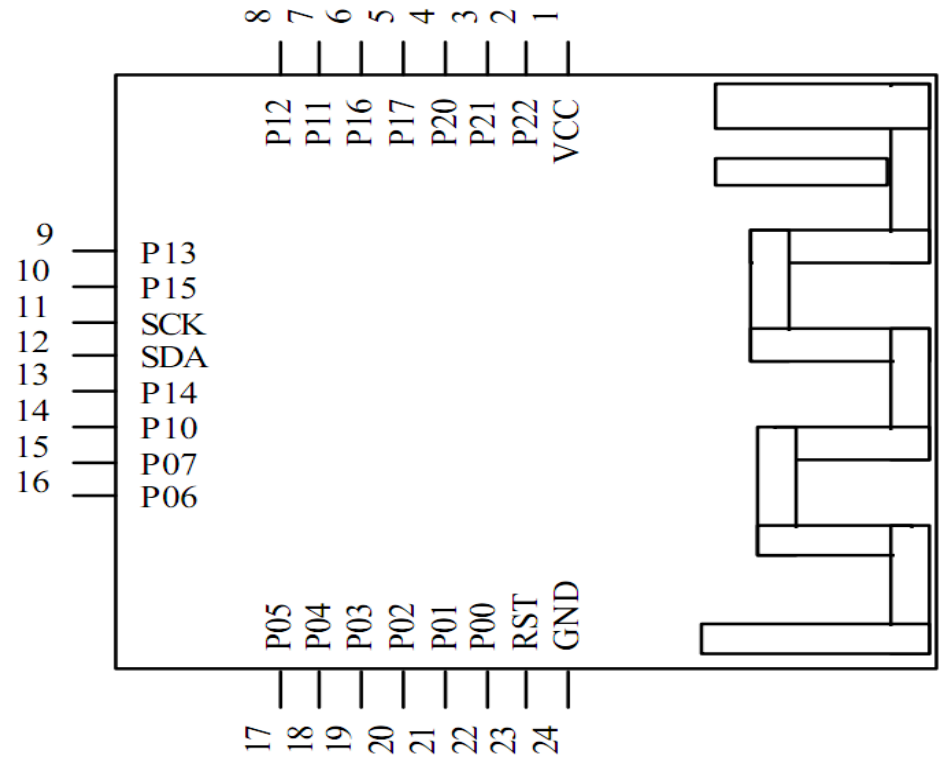 8 7 6 5 4 3 2 1
P12 P11 P16 P17 P20 P21 P22 VCC
9 P13
10 P15
11 SCK
12 SDA
13 P14
14 P10
15 P07
16 P06
P05 P04 P03 P02 P01 P00 RST GND
17 18 19 20 21 22 23 24